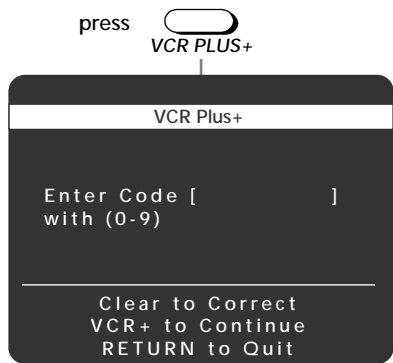 press
VCR PLUS+
VCR Plus+
Enter Code [ ]
with (0-9)
Clear to Correct
VCR+ to Continue
RETURN to Quit